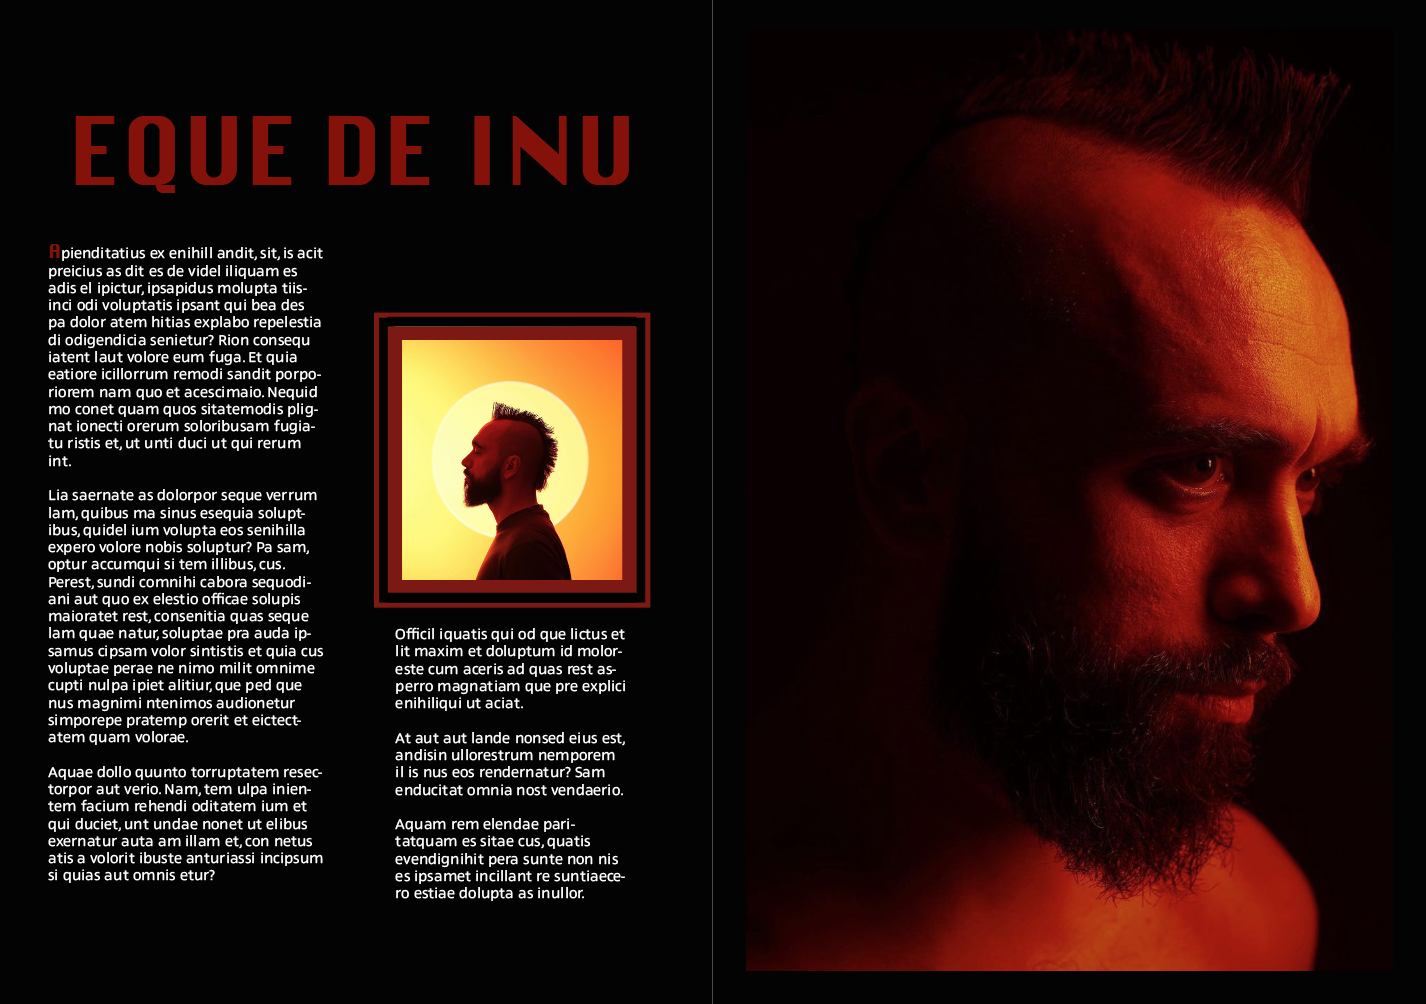 EQUE DE INU
Apienditatius ex enihill andit, sit, is acit
preicius as dit es de videl iliquam es
adis el ipictur, ipsapidus molupta tiis-
inci odi voluptatis ipsant qui bea des
pa dolor atem hitias explabo repelestia
di odigendicia senietur? Rion consequ
iatent laut volore eum fuga. Et quia
eatiore icillorrum remodi sandit porpo-
riorem nam quo et acescimaio. Nequid
mo conet quam quos sitatemodis plig-
nat ionecti orerum soloribusam fugia-
tu ristis et, ut unti duci ut qui rerum
int.
Lia saernate as dolorpor seque verrum
lam, quibus ma sinus esequia solupt-
ibus, quidel ium volupta eos senihilla
expero volore nobis soluptur? Pa sam,
optur accumqui si tem illibus, cus.
Perest, sundi comnihi cabora sequodi-
ani aut quo ex elestio officae solupis
maioratet rest, consenitia quas seque
lam quae natur, soluptae pra auda ip-
samus cipsam volor sintistis et quia cus
voluptae perae ne nimo milit omnime
cupti nulpa ipiet alitiur, que ped que
nus magnimi ntenimos audionetur
simporepe pratemp orerit et eictect-
atem quam volorae.
Aquae dollo quunto torruptatem resec-
torpor aut verio. Nam, tem ulpa inien-
tem facium rehendi oditatem ium et
qui duciet, unt undae nonet ut elibus
exernatur auta am illam et, con netus
atis a volorit ibuste anturiassi incipsum
si quias aut omnis etur?
Officil iquatis qui od que lictus et
lit maxim et doluptum id molor-
este cum aceris ad quas rest as-
perro magnatiam que pre explici
enihiliqui ut aciat.
At aut aut lande nonsed eius est,
andisin ullorestrum nemporem
il is nus eos rendernatur? Sam
enducitat omnia nost vendaerio.
Aquam rem elendae pari-
tatquam es sitae cus, quatis
evendignihit pera sunte non nis
es ipsamet incillant re suntiaece-
ro estiae dolupta as inullor.